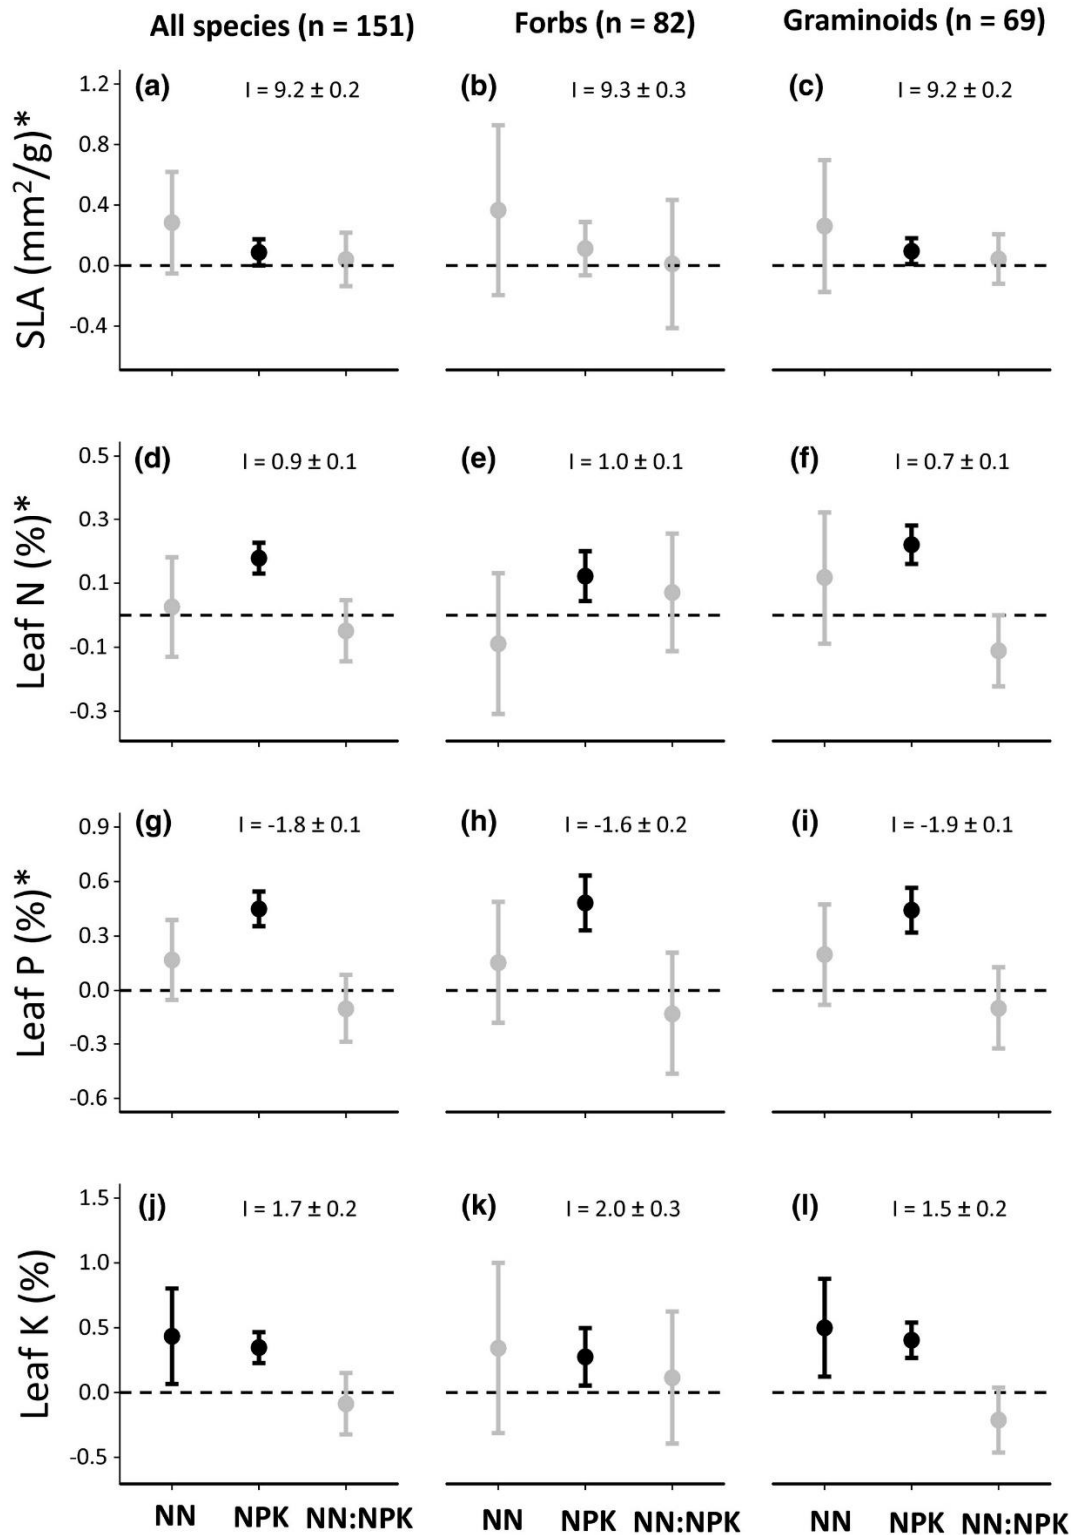 All species (n = 151) Forbs (n = 82) Graminoids (n = 69)
SLA (mm²/g)*
1.2
0.8
0.4
0.0
-0.4
(a) I = 9.2 ± 0.2
(b) I = 9.3 ± 0.3
(c) I = 9.2 ± 0.2
Leaf N (%)*
0.5
0.3
0.1
-0.1
-0.3
(d) I = 0.9 ± 0.1
(e) I = 1.0 ± 0.1
(f) I = 0.7 ± 0.1
Leaf P (%)*
0.9
0.6
0.3
0.0
-0.3
-0.6
(g) I = -1.8 ± 0.1
(h) I = -1.6 ± 0.2
(i) I = -1.9 ± 0.1
Leaf K (%)
1.5
1.0
0.5
0.0
-0.5
(j) I = 1.7 ± 0.2
(k) I = 2.0 ± 0.3
(l) I = 1.5 ± 0.2
NN NPK NN:NPK NN NPK NN:NPK NN NPK NN:NPK